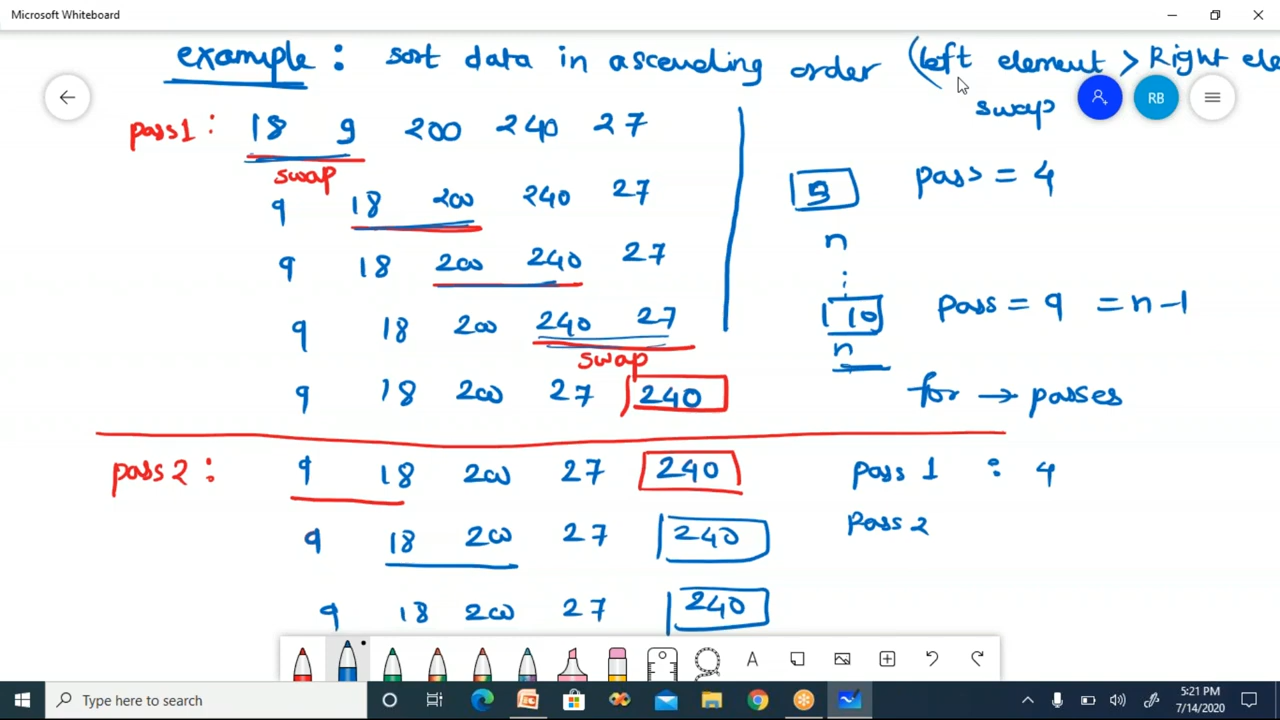 Microsoft Whiteboard
example : sort data in ascending order (left element > Right ele
swap
RB
pass1 : 18 9 200 240 27
swap
9 18 200 240 27
9 18 200 240 27
9 18 200 240 27
swap
9 18 200 27 240
5 pass = 4
n
:
10 pass = 9 = n-1
n
for → passes
pass 2 : 9 18 200 27 240
9 18 200 27 240
9 18 200 27 240
pass 1 : 4
pass 2
A
Type here to search
5:21 PM
7/14/2020